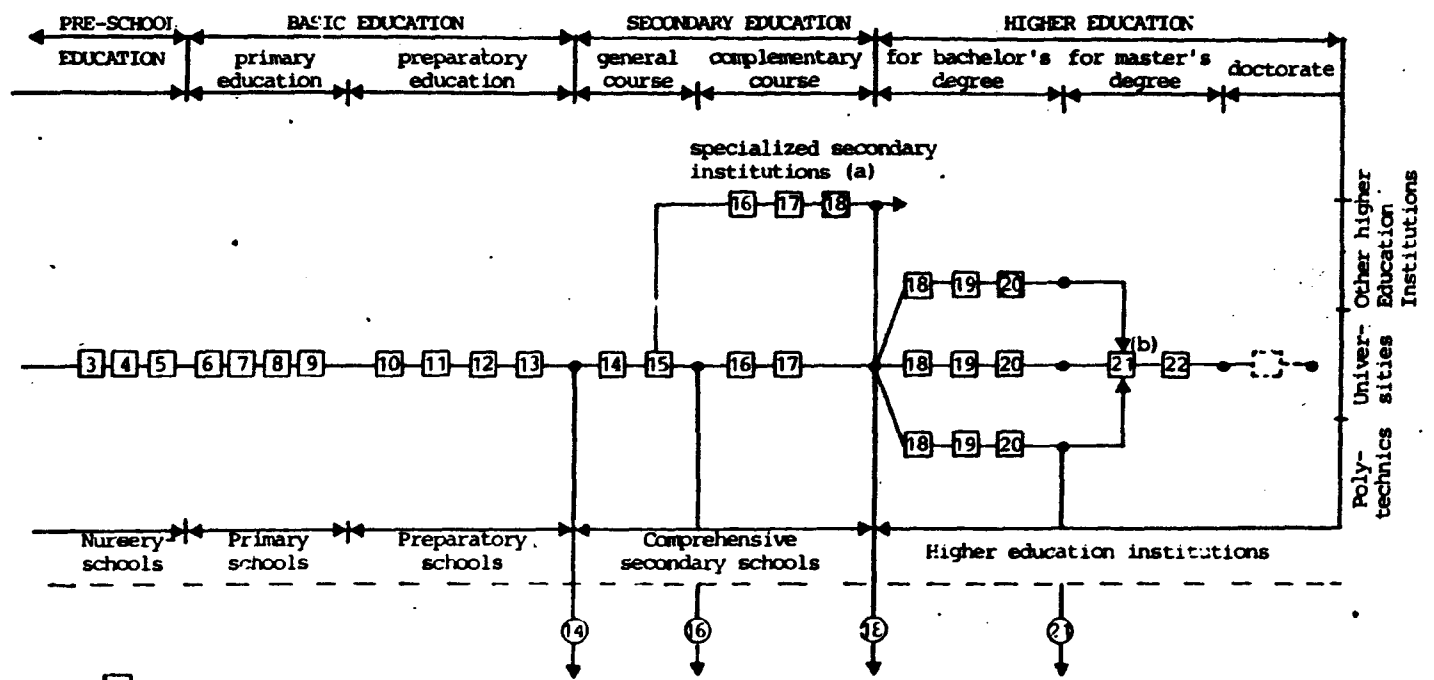 PRE-SCHOOL BASIC EDUCATION SECONDARY EDUCATION HIGHER EDUCATION
EDUCATION primary preparatory general complementary for bachelor's for master's
education education course course degree degree doctorate
specialized secondary
institutions (a)
16 17 18
18 19 20
(b)
3 4 5 6 7 8 9 10 11 12 13 14 15 16 17 18 19 20 21 22
18 19 20
Other higher
Education
Institutions
Univer-
sities
Poly-
technics
Nursery Primary Preparatory Comprehensive Higher education institutions
schools schools schools secondary schools
14 16 18 21